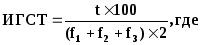 ИГСТ = t×100 / (f₁+f₂+f₃)×2, где